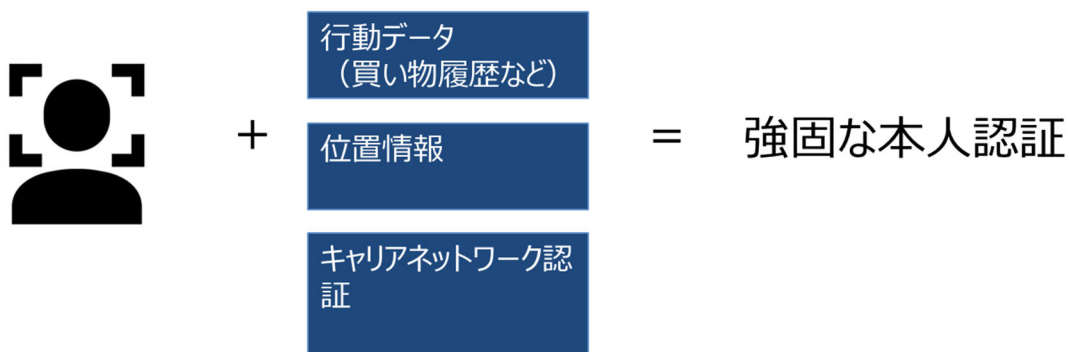 行動データ
（買い物履歴など）
+
位置情報
=
強固な本人認証
キャリアネットワーク認
証